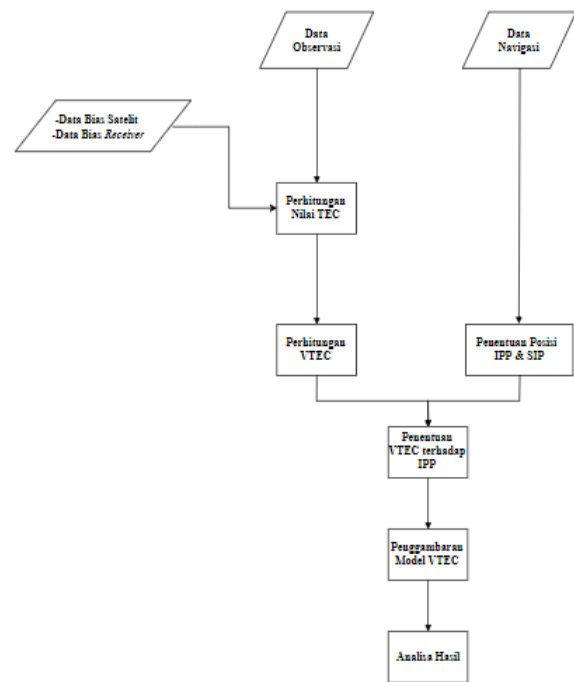 Data
Observasi
Data
Navigasi
-Data Bias Satelit
-Data Bias Receiver
Perhitungan
Nilai TEC
Perhitungan
VTEC
Penentuan Posisi
IPP & SIP
Penentuan
VTEC terhadap
IPP
Penggambaran
Model VTEC
Analisa Hasil